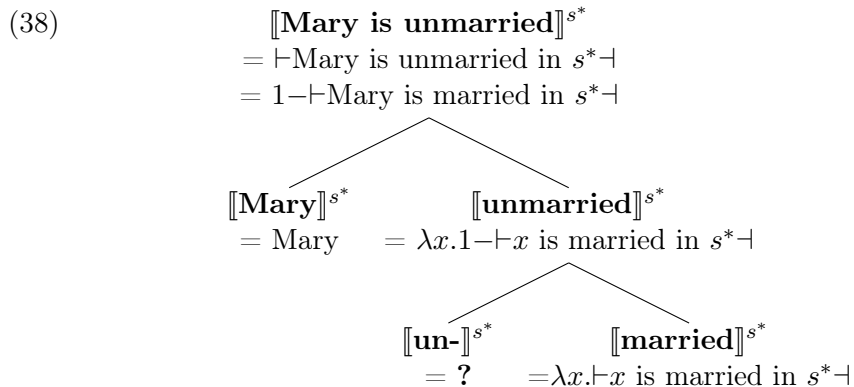 (38)
⟦Mary is unmarried⟧^{s*}
= ⊢Mary is unmarried in s*⊣
= 1−⊢Mary is married in s*⊣
⟦Mary⟧^{s*} ⟦unmarried⟧^{s*}
= Mary = λx.1−⊢x is married in s*⊣
⟦un-⟧^{s*} ⟦married⟧^{s*}
= ? =λx.⊢x is married in s*⊣